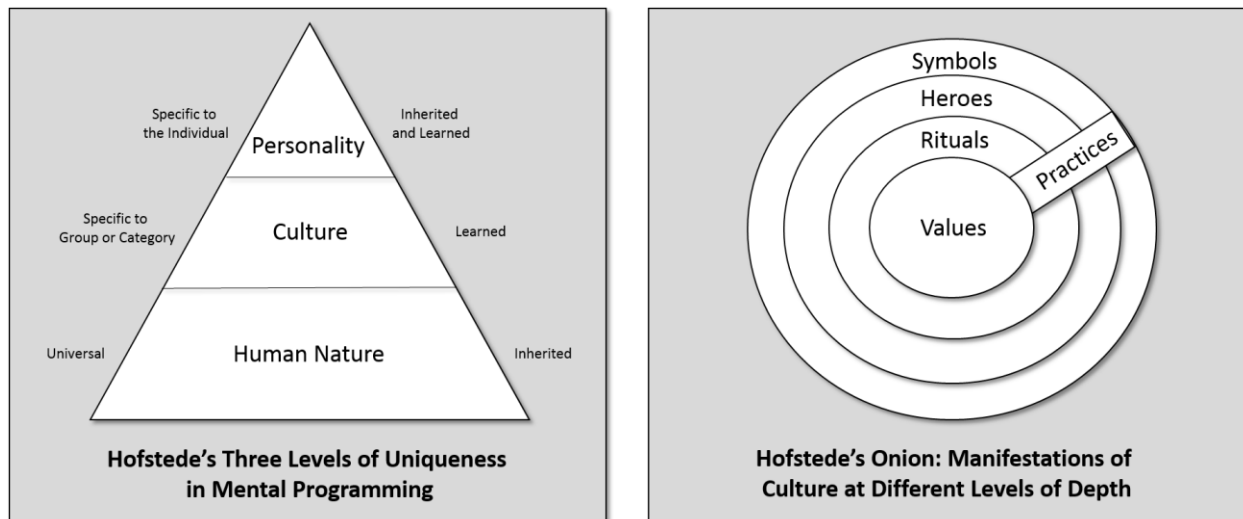 Specific to
the Individual
Inherited
and Learned
Personality
Specific to
Group or Category
Culture
Learned
Universal
Human Nature
Inherited
Hofstede’s Three Levels of Uniqueness
in Mental Programming
Symbols
Heroes
Rituals
Practices
Values
Hofstede’s Onion: Manifestations of
Culture at Different Levels of Depth